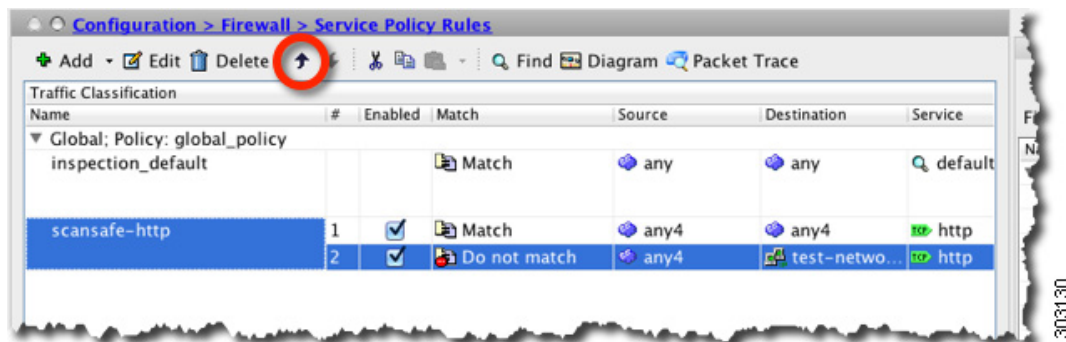 Configuration > Firewall > Service Policy Rules
Add Edit Delete Find Diagram Packet Trace
Traffic Classification
Name # Enabled Match Source Destination Service
Global; Policy: global_policy
inspection_default Match any any default
scansafe-http 1 Match any4 any4 TCP http
2 Do not match any4 test-netwo... TCP http
303130